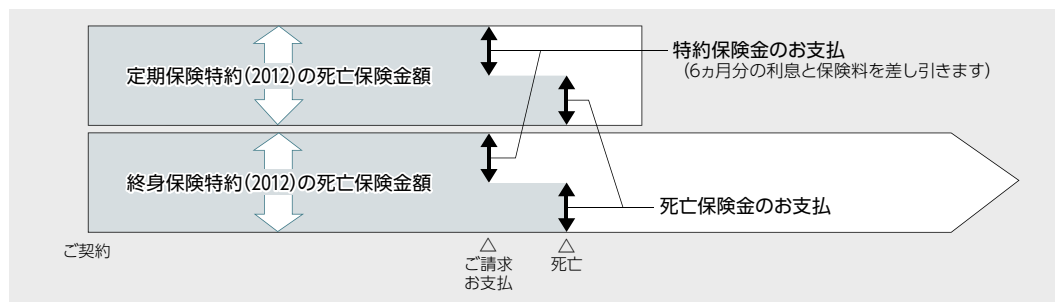 定期保険特約(2012)の死亡保険金額
特約保険金のお支払
(6ヵ月分の利息と保険料を差し引きます)
終身保険特約(2012)の死亡保険金額
死亡保険金のお支払
ご契約
△
ご請求
お支払
△
死亡